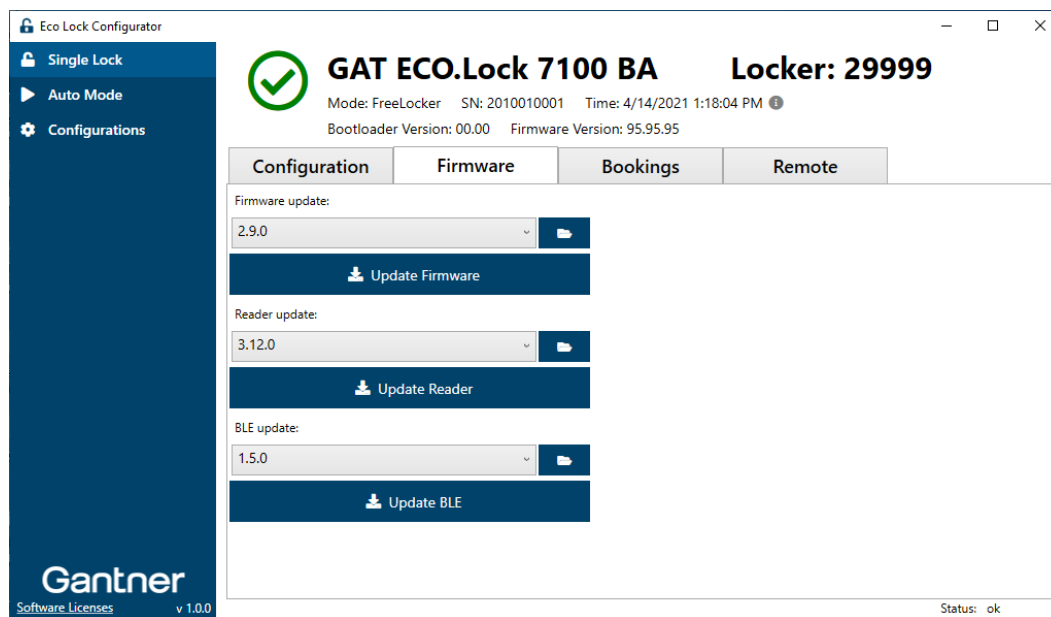 Eco Lock Configurator
Single Lock
Auto Mode
Configurations
GAT ECO.Lock 7100 BA Locker: 29999
Mode: FreeLocker SN: 2010010001 Time: 4/14/2021 1:18:04 PM
Bootloader Version: 00.00 Firmware Version: 95.95.95
Configuration Firmware Bookings Remote
Firmware update:
2.9.0
Update Firmware
Reader update:
3.12.0
Update Reader
BLE update:
1.5.0
Update BLE
Gantner
Software Licenses v 1.0.0
Status: ok